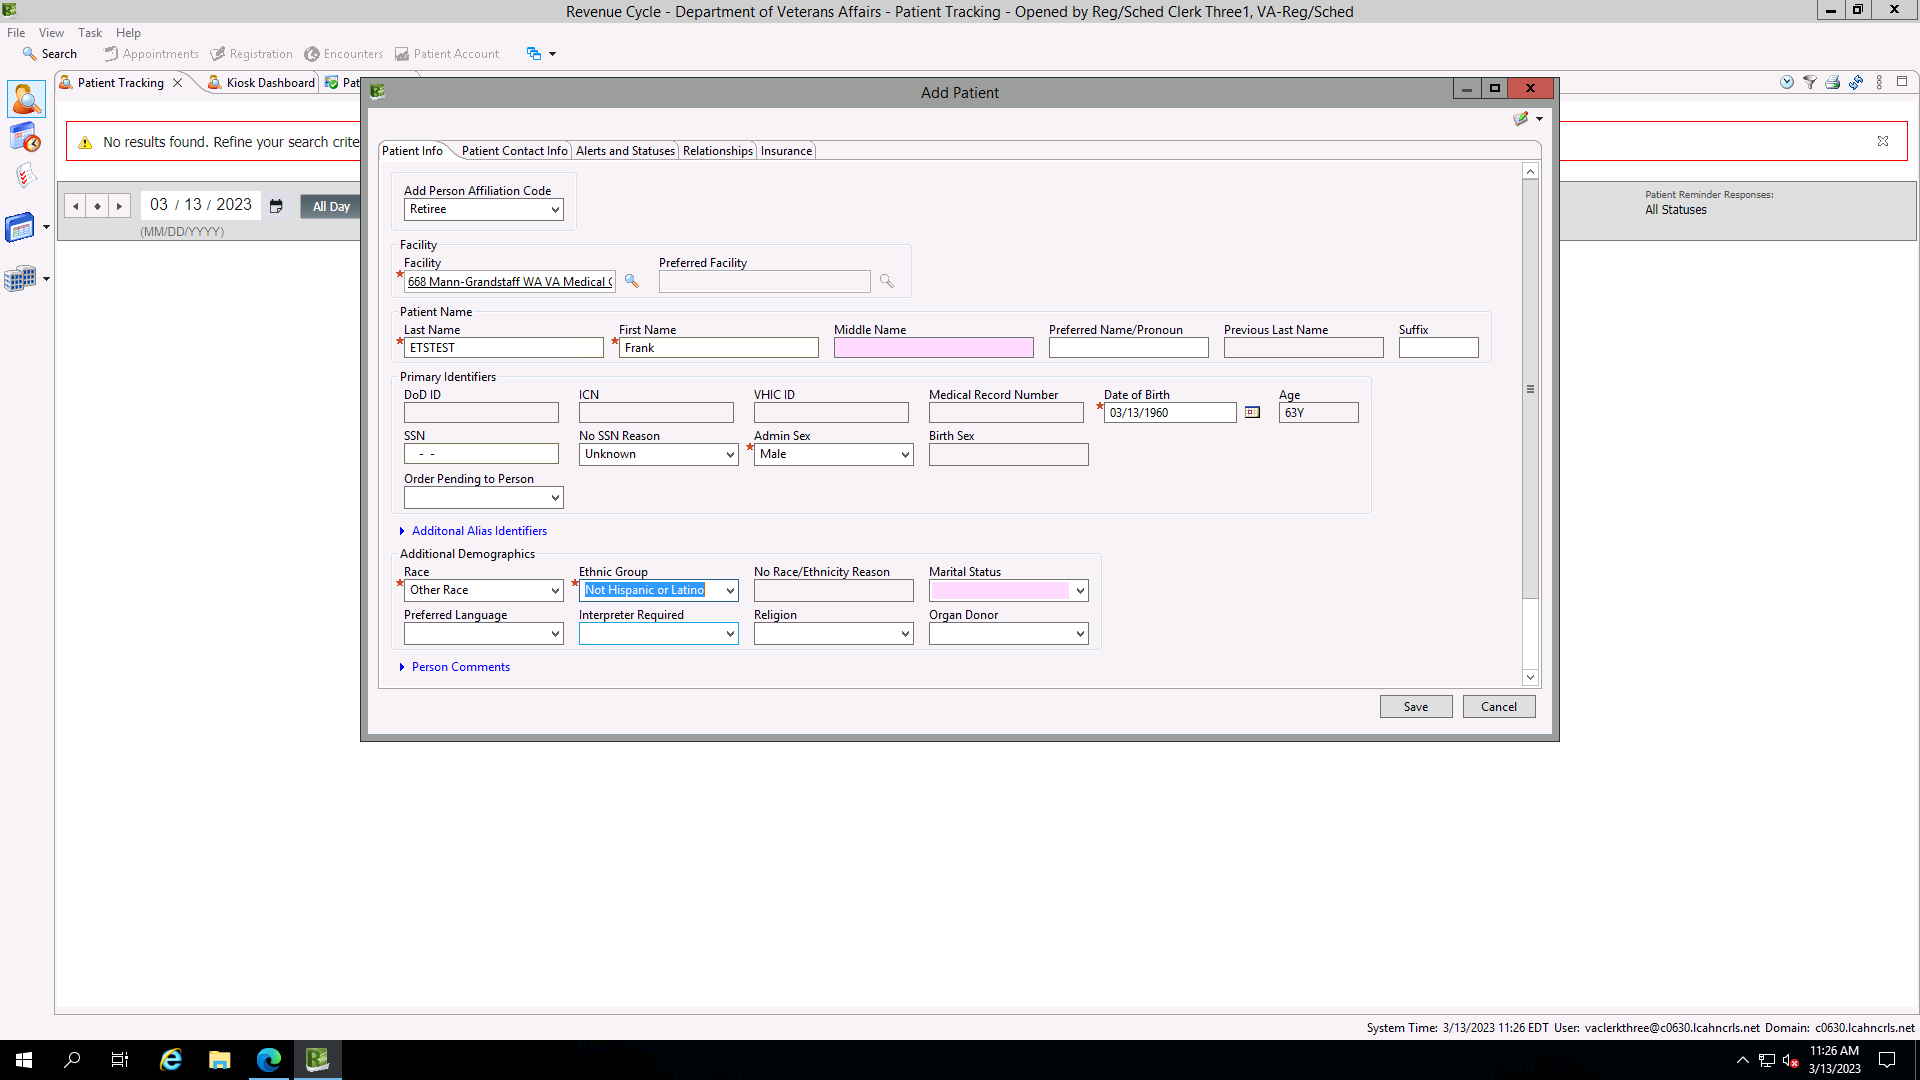 Revenue Cycle - Department of Veterans Affairs - Patient Tracking - Opened by Reg/Sched Clerk Three1, VA-Reg/Sched
File View Task Help
Search Appointments Registration Encounters Patient Account
Patient Tracking Kiosk Dashboard Pat
Add Patient
No results found. Refine your search crite
Patient Info Patient Contact Info Alerts and Statuses Relationships Insurance
03 / 13 / 2023 All Day
(MM/DD/YYYY)
Patient Reminder Responses:
All Statuses
Add Person Affiliation Code
Retiree
Facility
Facility Preferred Facility
668 Mann-Grandstaff WA VA Medical C
Patient Name
Last Name First Name Middle Name Preferred Name/Pronoun Previous Last Name Suffix
ETSTEST Frank
Primary Identifiers
DoD ID ICN VHIC ID Medical Record Number Date of Birth Age
03/13/1960 63Y
SSN No SSN Reason Admin Sex Birth Sex
- - Unknown Male
Order Pending to Person
Additonal Alias Identifiers
Additional Demographics
Race Ethnic Group No Race/Ethnicity Reason Marital Status
Other Race Not Hispanic or Latino
Preferred Language Interpreter Required Religion Organ Donor
Person Comments
Save Cancel
System Time: 3/13/2023 11:26 EDT User: vaclerkthree@c0630.lcahncrls.net Domain: c0630.lcahncrls.net
11:26 AM
3/13/2023